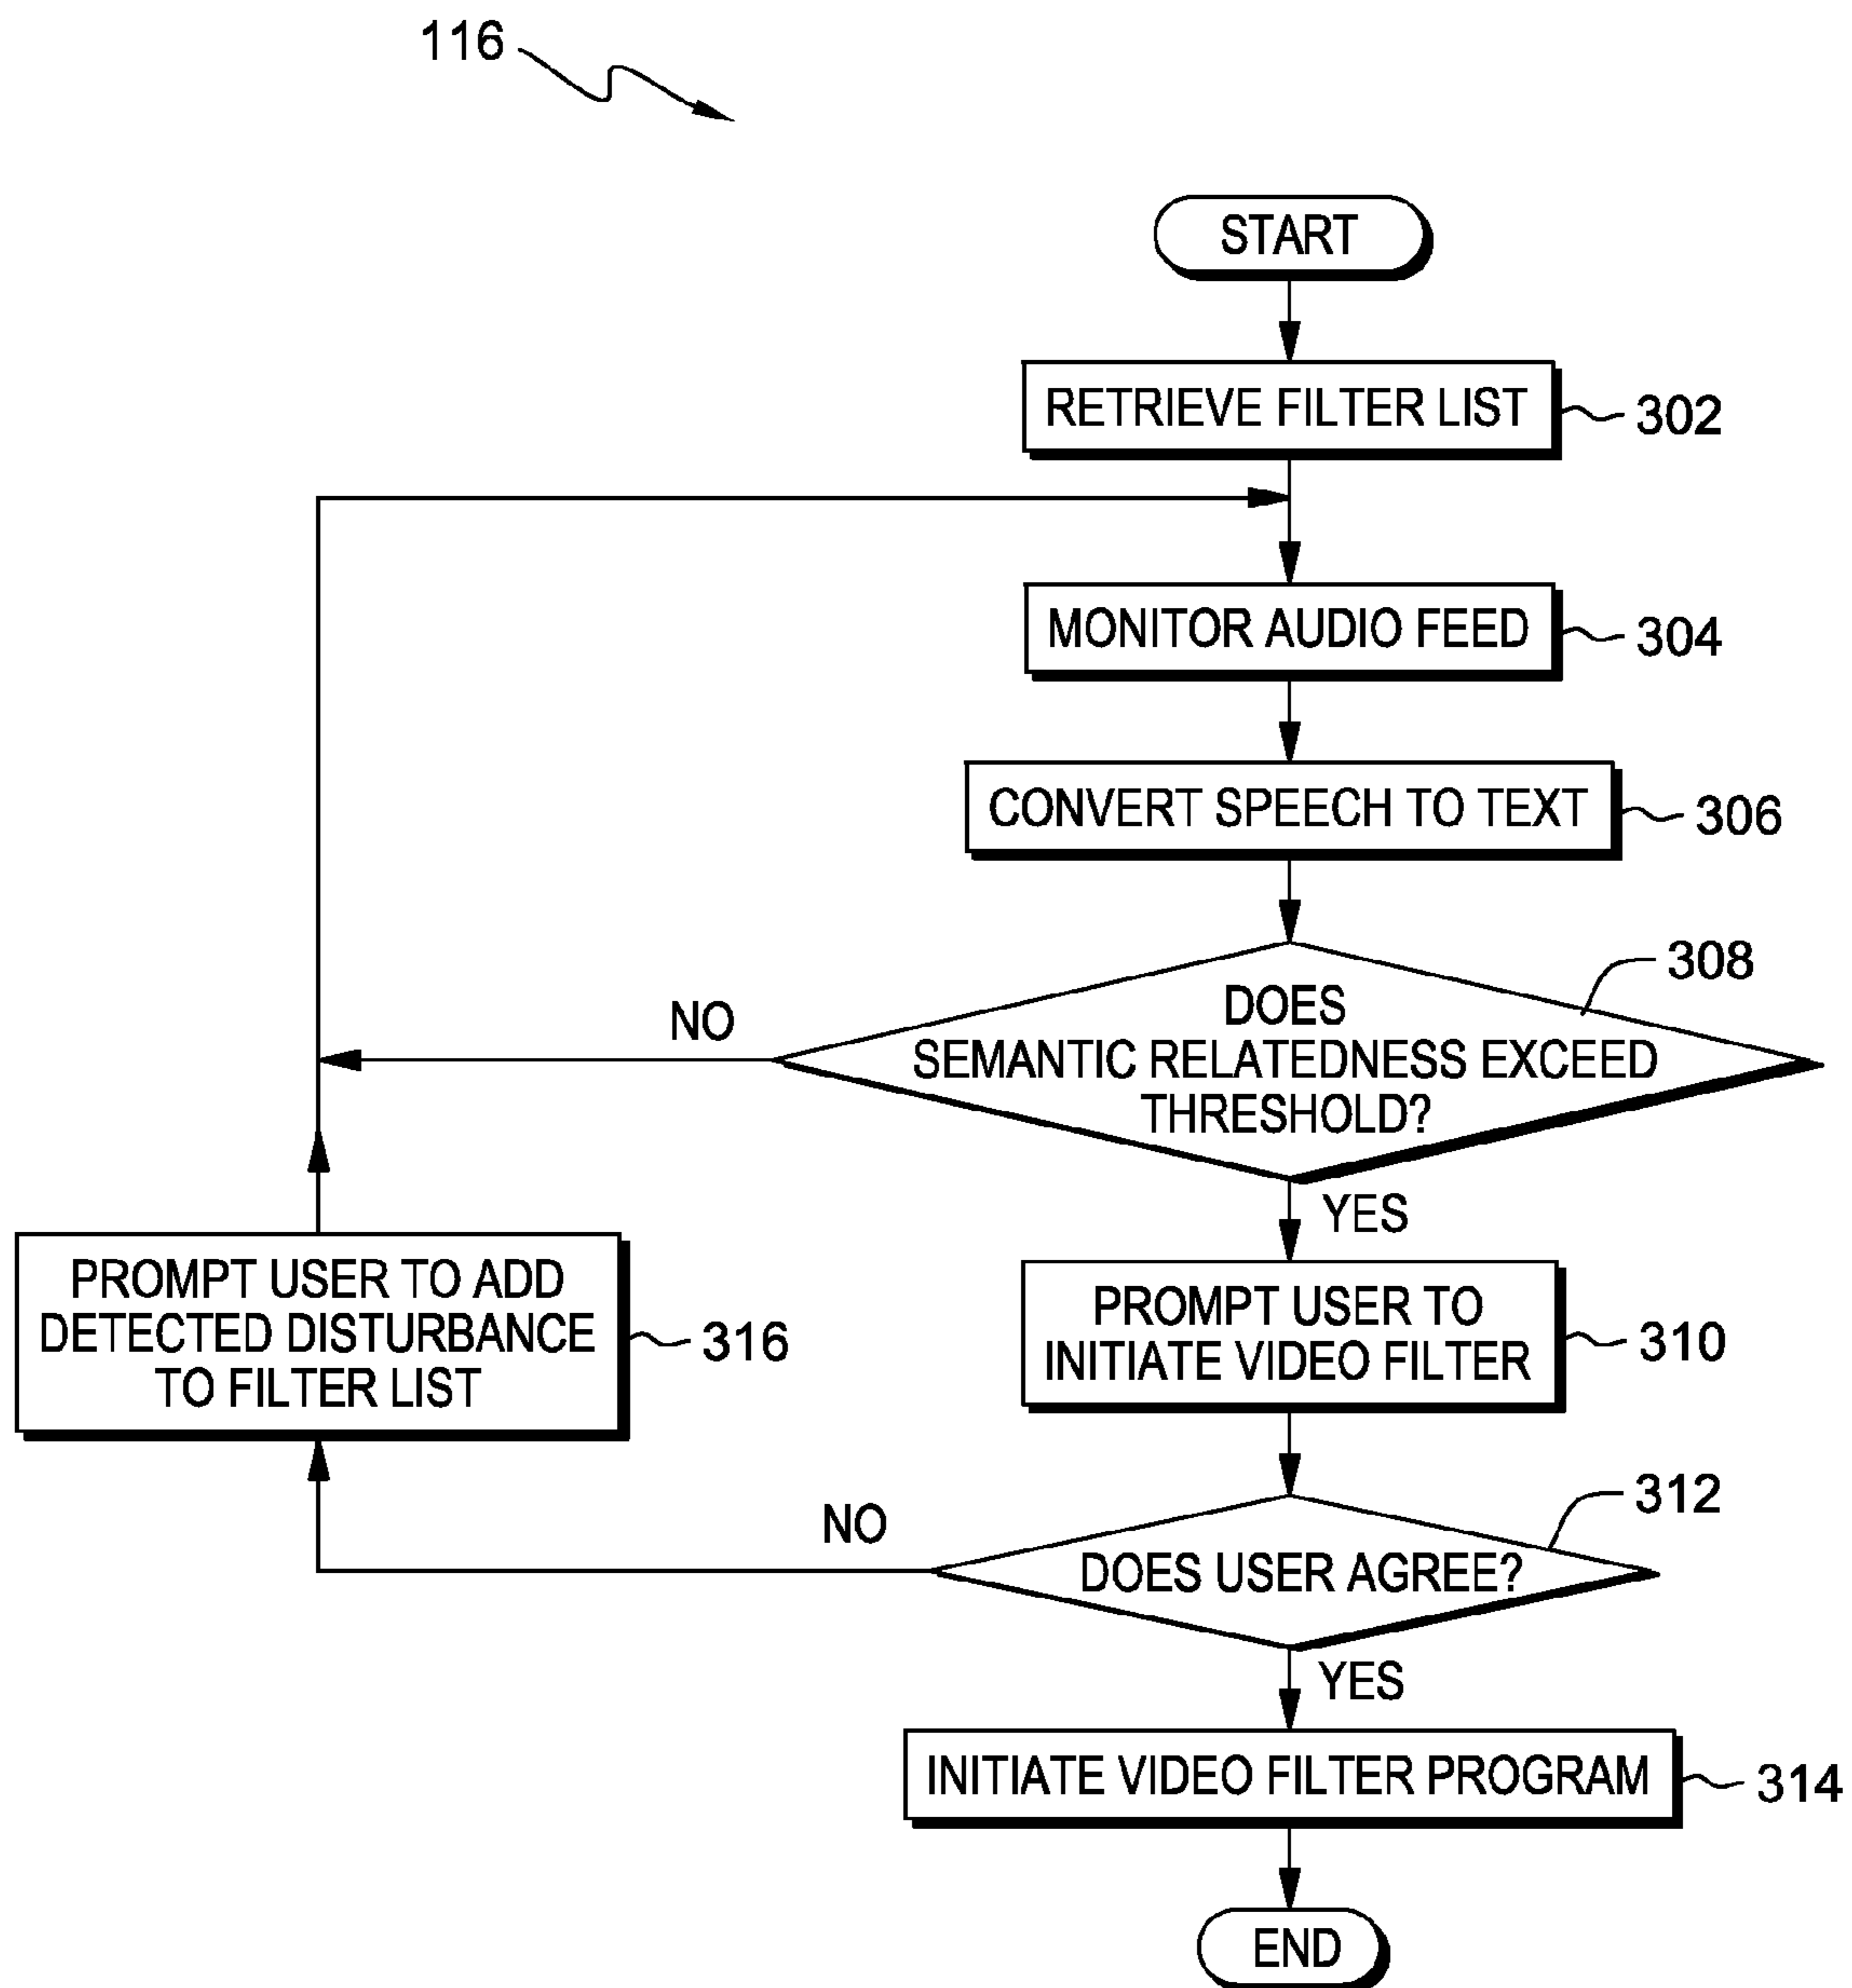 116
START
RETRIEVE FILTER LIST
302
MONITOR AUDIO FEED
304
CONVERT SPEECH TO TEXT
306
308
DOES
SEMANTIC RELATEDNESS EXCEED
THRESHOLD?
NO
YES
PROMPT USER TO
INITIATE VIDEO FILTER
310
PROMPT USER TO ADD
DETECTED DISTURBANCE
TO FILTER LIST
316
312
DOES USER AGREE?
NO
YES
INITIATE VIDEO FILTER PROGRAM
314
END